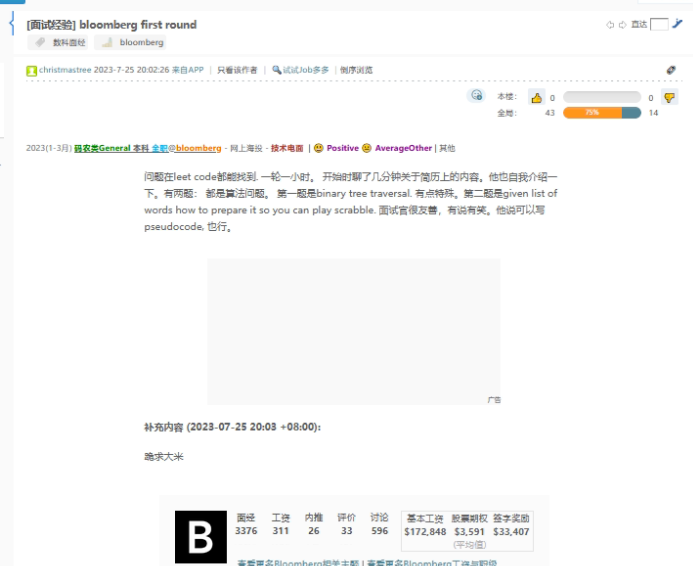 [面试经验] bloomberg first round
直达
数科面经 bloomberg
christmastree 2023-7-25 20:02:26 来自APP | 只看该作者 | 试试Job多多 | 倒序浏览
本楼: 0 0
全局: 43 75% 14
2023(1-3月) 码农类General 本科 全职@bloomberg - 网上海投 - 技术电面 | Positive AverageOther | 其他
问题在leet code都能找到. 一轮一小时。 开始时聊了几分钟关于简历上的内容。他也自我介绍一
下。有两题： 都是算法问题。 第一题是binary tree traversal. 有点特殊。第二题是given list of
words how to prepare it so you can play scrabble. 面试官很友善，有说有笑。他说可以写
pseudocode, 也行。
广告
补充内容 (2023-07-25 20:03 +08:00):
跪求大米
B
面经 工资 内推 评价 讨论 基本工资 股票期权 签字奖励
3376 311 26 33 596 $172,848 $3,591 $33,407
(平均值)
查看更多Bloomberg相关主题 | 查看更多Bloomberg工资与职级